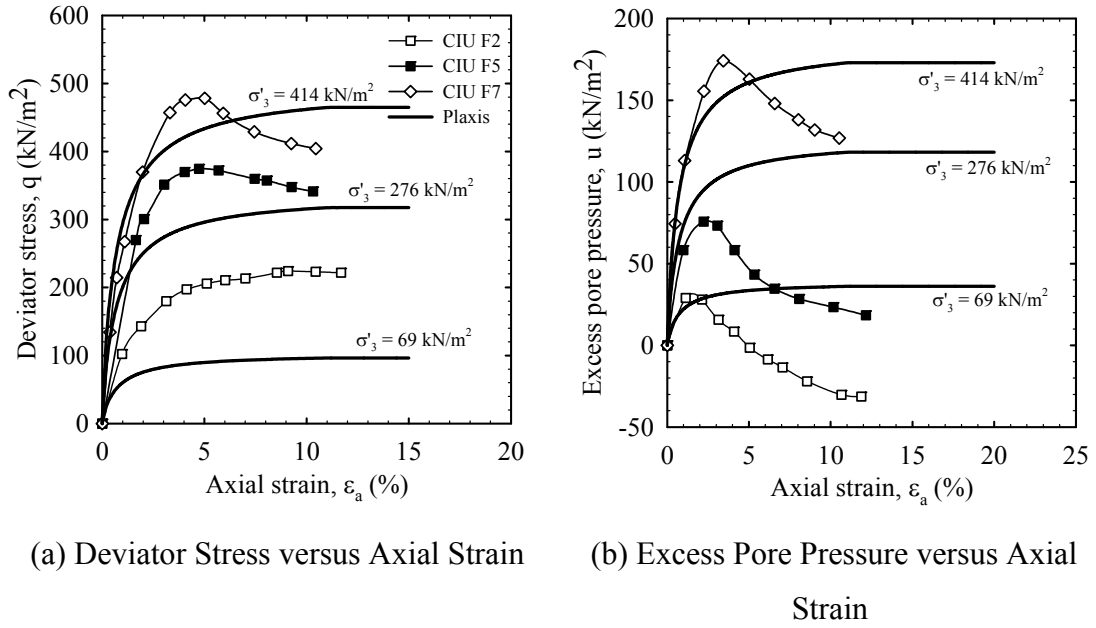 600
500
400
300
200
100
0
0
5
10
15
20
Deviator stress, q (kN/m²)
Axial strain, εₐ (%)
CIU F2
CIU F5
CIU F7
Plaxis
σ'₃ = 414 kN/m²
σ'₃ = 276 kN/m²
σ'₃ = 69 kN/m²
(a) Deviator Stress versus Axial Strain
200
150
100
50
0
-50
0
5
10
15
20
25
Excess pore pressure, u (kN/m²)
Axial strain, εₐ (%)
σ'₃ = 414 kN/m²
σ'₃ = 276 kN/m²
σ'₃ = 69 kN/m²
(b) Excess Pore Pressure versus Axial
Strain